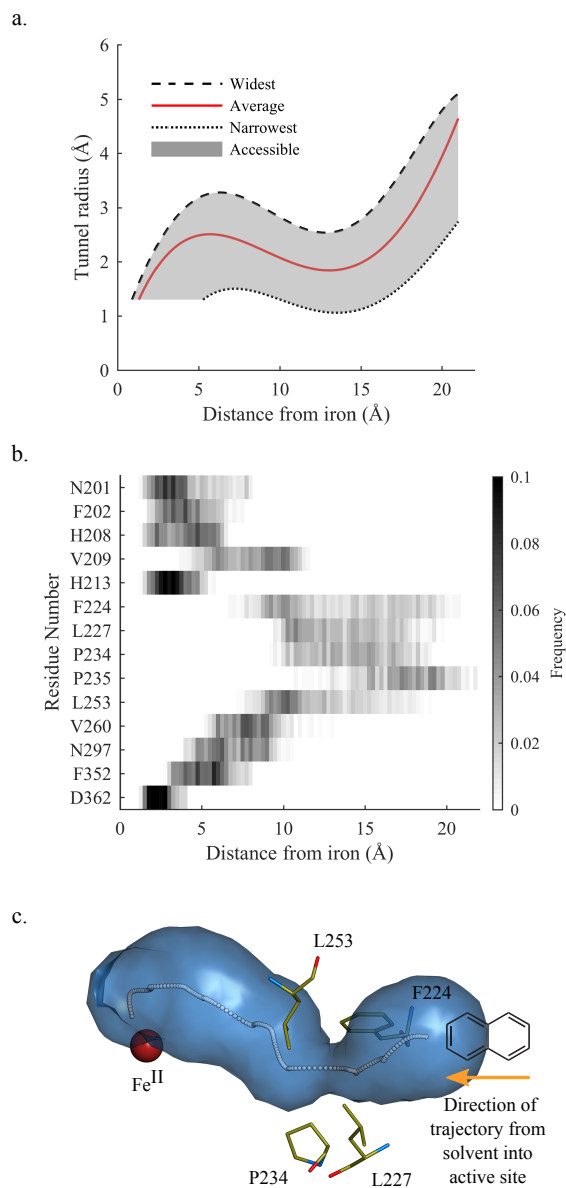 a.
6
5
4
3
2
1
0
Tunnel radius (Å)
Widest
Average
Narrowest
Accessible
0 5 10 15 20
Distance from iron (Å)
b.
N201
F202
H208
V209
H213
F224
L227
P234
P235
L253
V260
N297
F352
D362
Residue Number
0 5 10 15 20
Distance from iron (Å)
0.1
0.08
0.06
0.04
0.02
0
Frequency
c.
L253
F224
Fe^II
Direction of
trajectory from
solvent into
active site
P234
L227